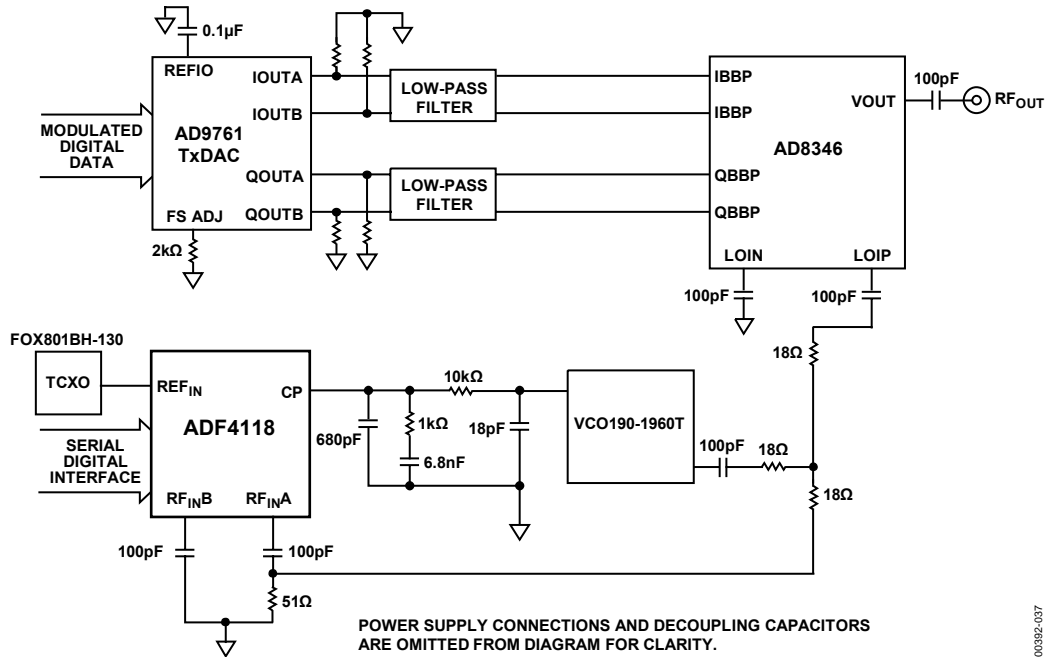 0.1µF
REFIO
MODULATED
DIGITAL
DATA
AD9761
TxDAC
IOUTA
IOUTB
QOUTA
QOUTB
FS ADJ
2kΩ
LOW-PASS
FILTER
LOW-PASS
FILTER
IBBP
IBBP
QBBP
QBBP
AD8346
VOUT
100pF
RFOUT
LOIN
LOIP
100pF
100pF
18Ω
FOX801BH-130
TCXO
REFIN
CP
ADF4118
SERIAL
DIGITAL
INTERFACE
RFINB
RFINA
680pF
1kΩ
6.8nF
10kΩ
18pF
VCO190-1960T
100pF
18Ω
18Ω
100pF
100pF
51Ω
POWER SUPPLY CONNECTIONS AND DECOUPLING CAPACITORS
ARE OMITTED FROM DIAGRAM FOR CLARITY.
00392-037